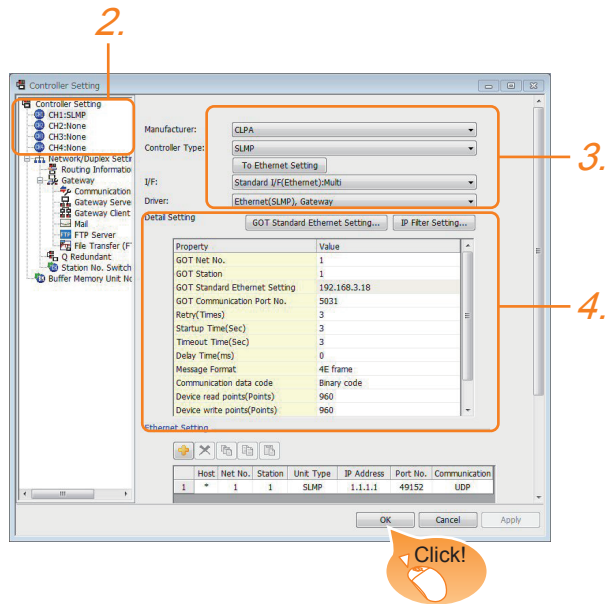 2.
Controller Setting
Controller Setting
CH1:SLMP
CH2:None
CH3:None
CH4:None
Network/Duplex Settin
Routing Informatio
Gateway
Communication
Gateway Serve
Gateway Client
Mail
FTP Server
File Transfer (F
Q Redundant
Station No. Switch
Buffer Memory Unit No
Manufacturer: CLPA
Controller Type: SLMP
To Ethernet Setting
I/F: Standard I/F(Ethernet):Multi
Driver: Ethernet(SLMP), Gateway
3.
Detail Setting
GOT Standard Ethernet Setting... IP Filter Setting...
Property Value
GOT Net No. 1
GOT Station 1
GOT Standard Ethernet Setting 192.168.3.18
GOT Communication Port No. 5031
Retry(Times) 3
Startup Time(Sec) 3
Timeout Time(Sec) 3
Delay Time(ms) 0
Message Format 4E frame
Communication data code Binary code
Device read points(Points) 960
Device write points(Points) 960
4.
Ethernet Setting
Host Net No. Station Unit Type IP Address Port No. Communication
1 * 1 1 SLMP 1.1.1.1 49152 UDP
OK Cancel Apply
Click!